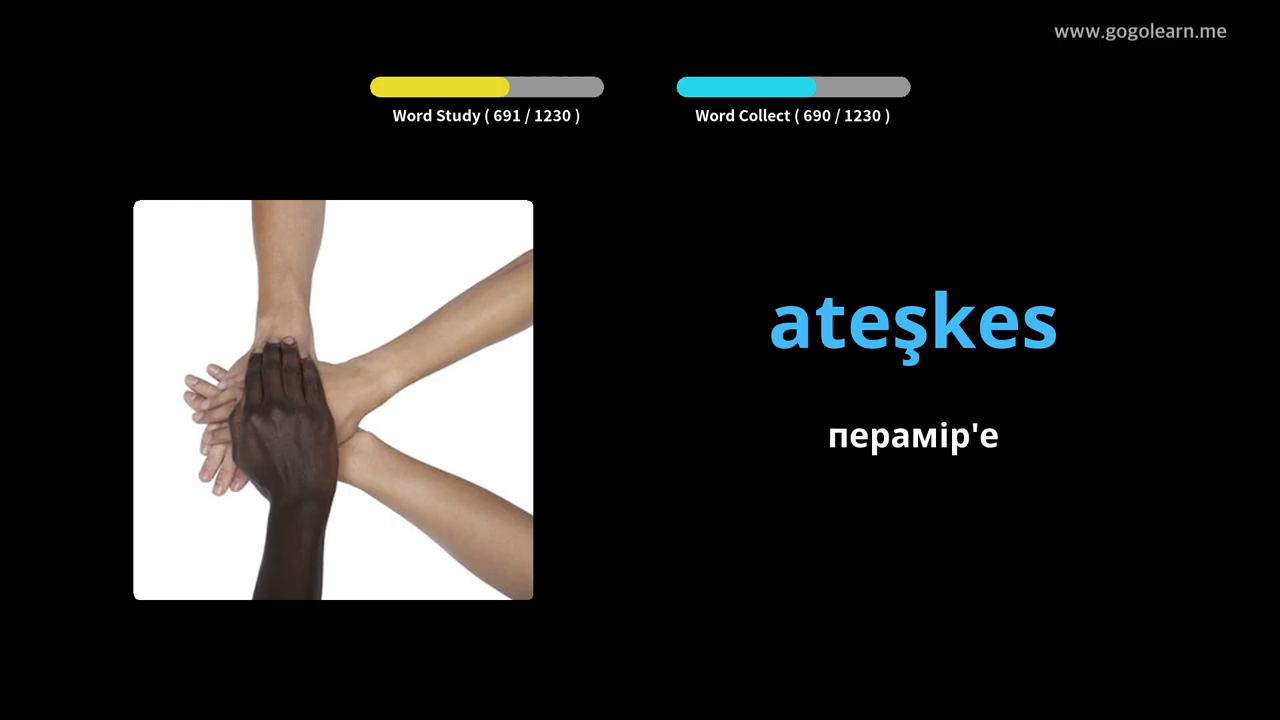 www.gogolearn.me
Word Study ( 691 / 1230 )
Word Collect ( 690 / 1230 )
ateşkes
перамір'е